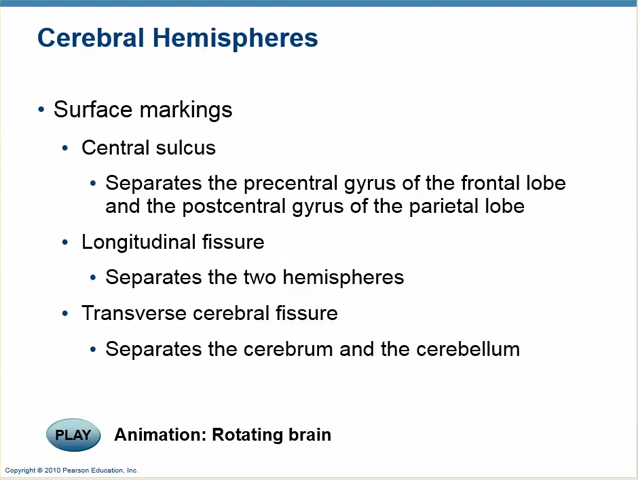 Cerebral Hemispheres
• Surface markings
• Central sulcus
• Separates the precentral gyrus of the frontal lobe
and the postcentral gyrus of the parietal lobe
• Longitudinal fissure
• Separates the two hemispheres
• Transverse cerebral fissure
• Separates the cerebrum and the cerebellum
PLAY Animation: Rotating brain
Copyright © 2010 Pearson Education, Inc.